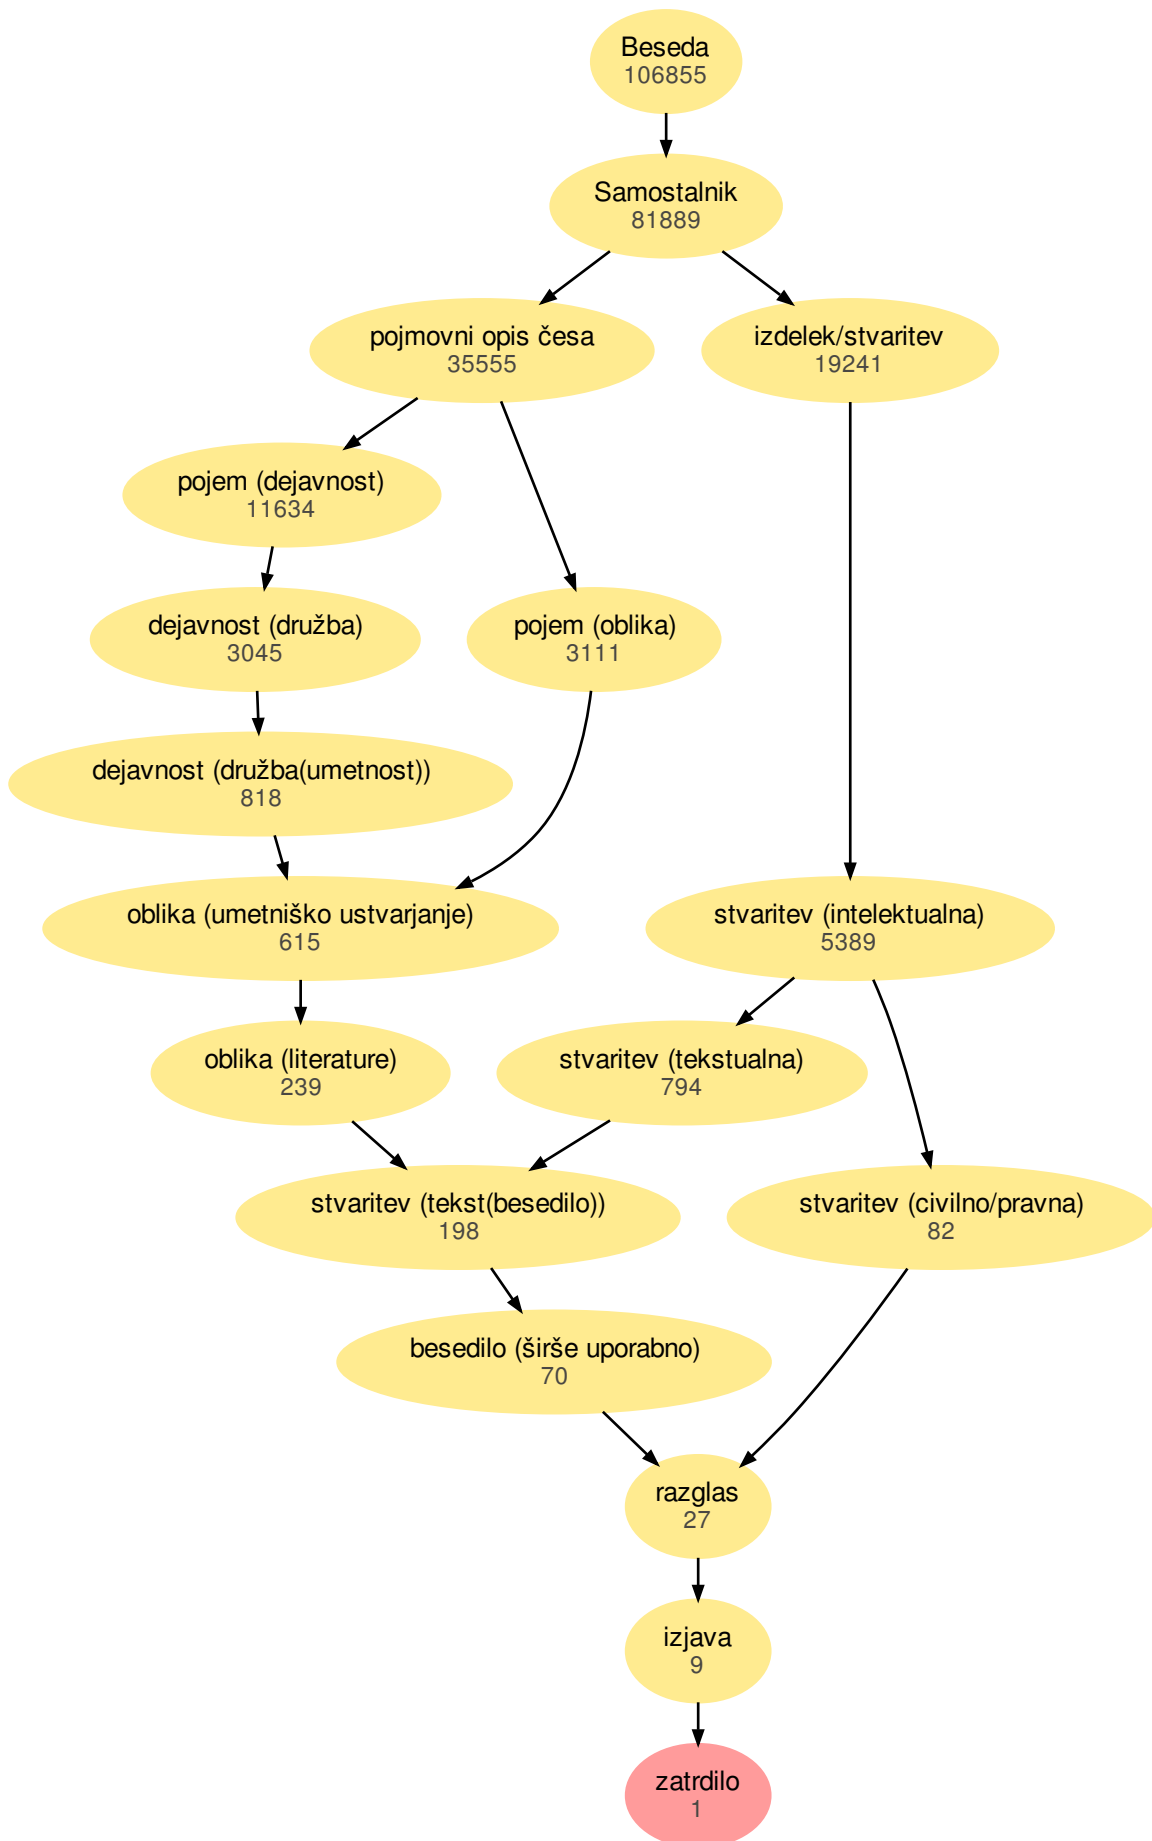 Beseda
106855
Samostalnik
81889
pojmovni opis česa
35555
izdelek/stvaritev
19241
pojem (dejavnost)
11634
dejavnost (družba)
3045
pojem (oblika)
3111
dejavnost (družba(umetnost))
818
oblika (umetniško ustvarjanje)
615
stvaritev (intelektualna)
5389
oblika (literature)
239
stvaritev (tekstualna)
794
stvaritev (tekst(besedilo))
198
stvaritev (civilno/pravna)
82
besedilo (širše uporabno)
70
razglas
27
izjava
9
zatrdilo
1